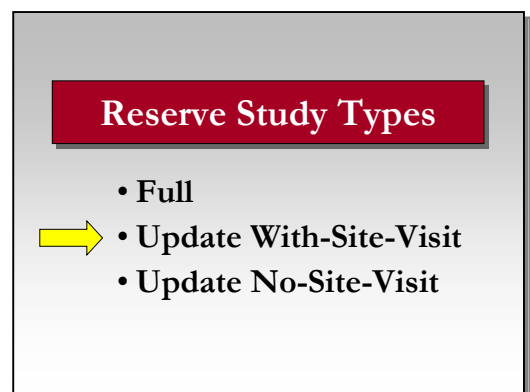 Reserve Study Types
• Full
• Update With-Site-Visit
• Update No-Site-Visit